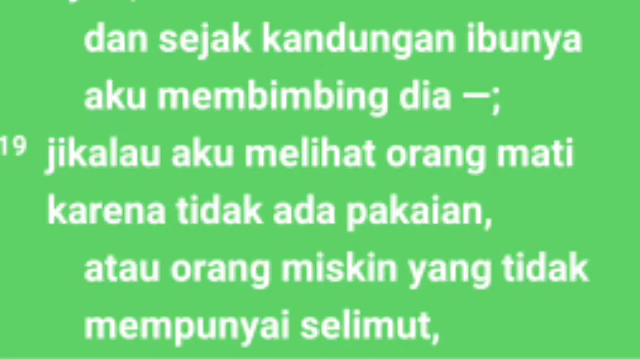 dan sejak kandungan ibunya
aku membimbing dia —;
19 jikalau aku melihat orang mati
karena tidak ada pakaian,
atau orang miskin yang tidak
mempunyai selimut,